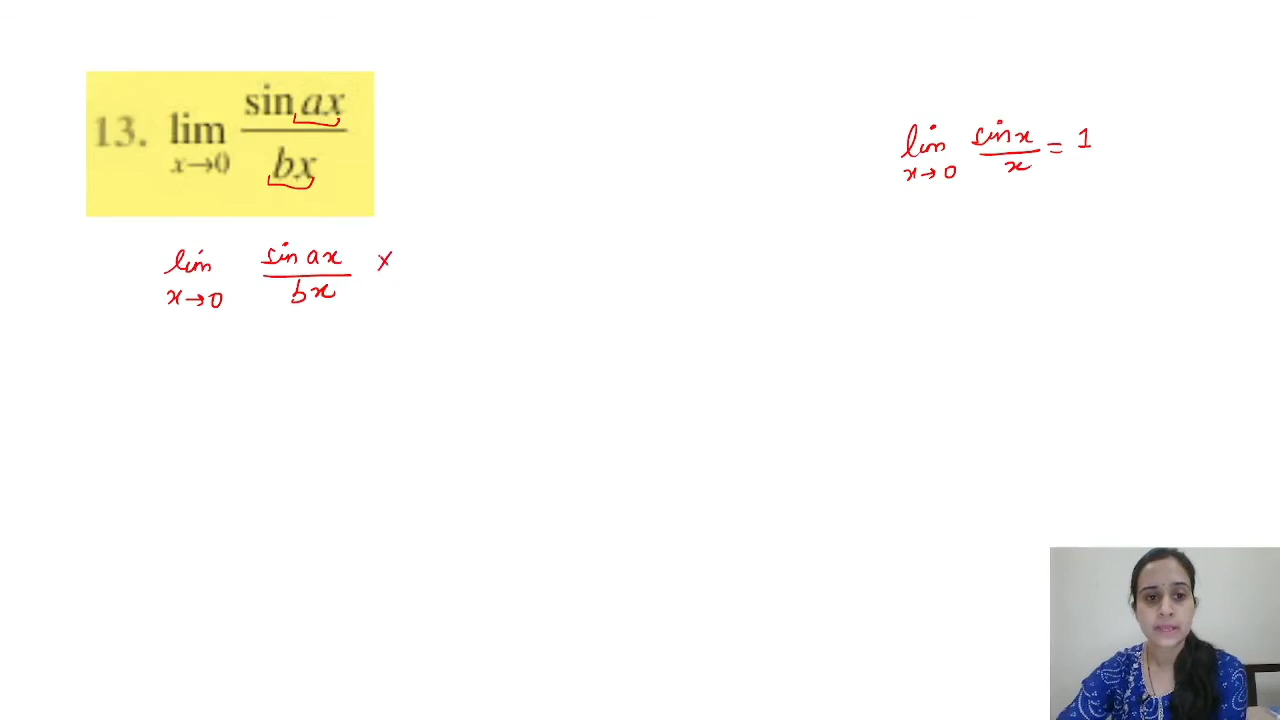 13. lim sin ax
x→0 bx
lim sin x = 1
x→0 x
lim sin ax ×
x→0 bx